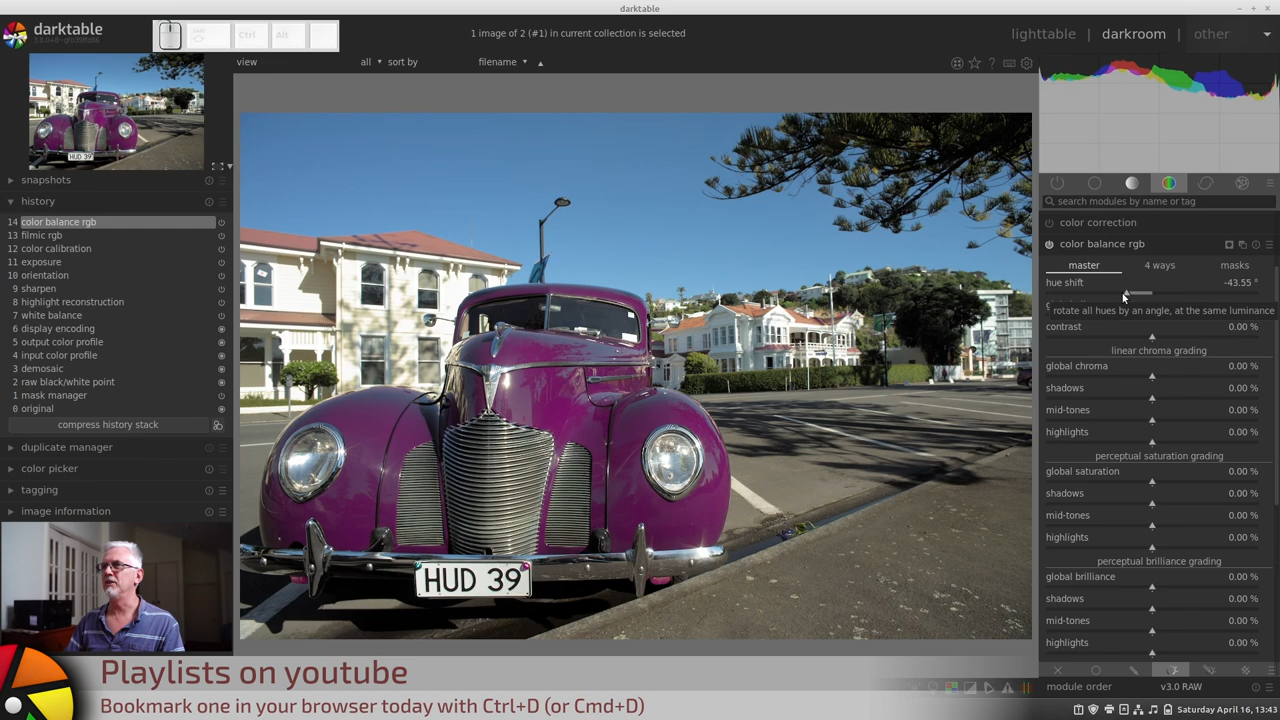 darktable
darktable
Ctrl
Alt
1 image of 2 (#1) in current collection is selected
lighttable | darkroom | other
view
all
sort by
filename
snapshots
history
14 color balance rgb
13 filmic rgb
12 color calibration
11 exposure
10 orientation
9 sharpen
8 highlight reconstruction
7 white balance
6 display encoding
5 output color profile
4 input color profile
3 demosaic
2 raw black/white point
1 mask manager
0 original
compress history stack
duplicate manager
color picker
tagging
image information
HUD 39
HUD 39
search modules by name or tag
color correction
color balance rgb
master
4 ways
masks
hue shift
-43.55 °
rotate all hues by an angle, at the same luminance
contrast
0.00 %
linear chroma grading
global chroma
0.00 %
shadows
0.00 %
mid-tones
0.00 %
highlights
0.00 %
perceptual saturation grading
global saturation
0.00 %
shadows
0.00 %
mid-tones
0.00 %
highlights
0.00 %
perceptual brilliance grading
global brilliance
0.00 %
shadows
0.00 %
mid-tones
0.00 %
highlights
0.00 %
module order
v3.0 RAW
Playlists on youtube
Bookmark one in your browser today with Ctrl+D (or Cmd+D)
Saturday April 16, 13:43